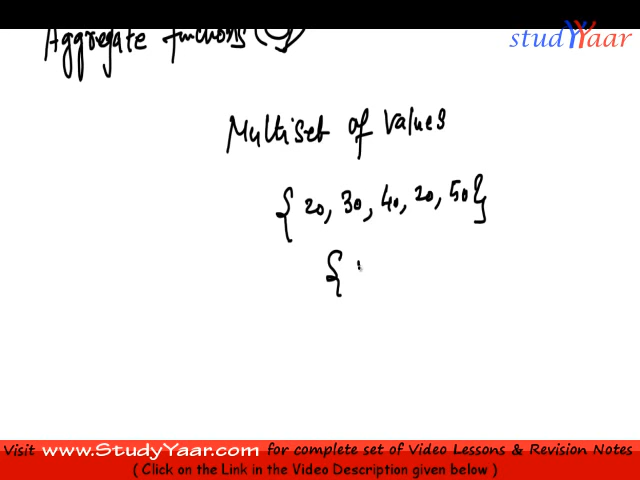 Aggregate functions
studYYaar
Multiset of values
{ 20, 30, 40, 20, 50}
{
Visit www.StudyYaar.com for complete set of Video Lessons & Revision Notes
( Click on the Link in the Video Description given below )